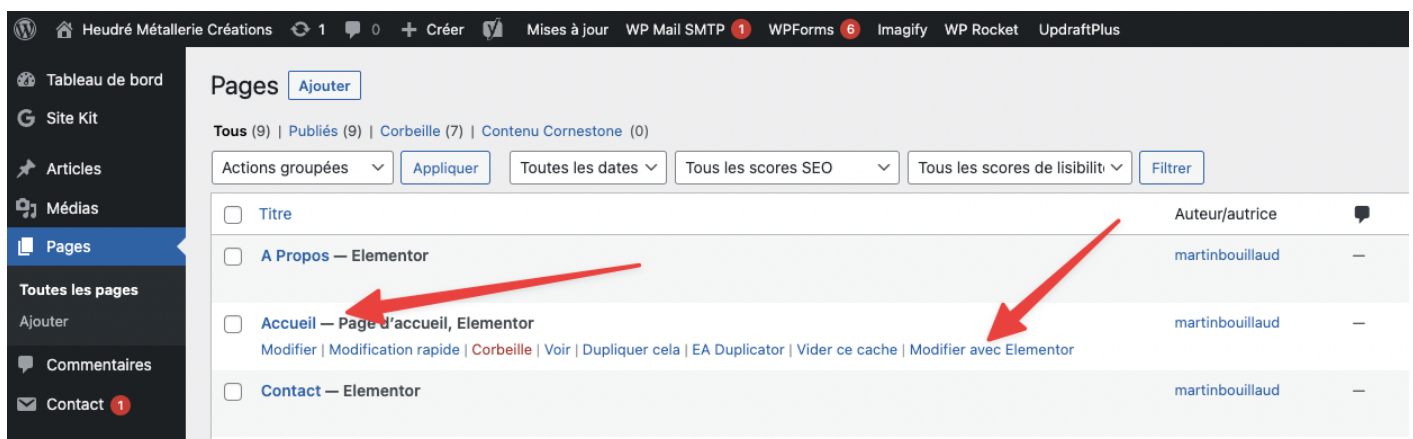 Heudré Métallerie Créations 1 0 + Créer Mises à jour WP Mail SMTP 1 WPForms 6 Imagify WP Rocket UpdraftPlus
Tableau de bord
Site Kit
Articles
Médias
Pages
Toutes les pages
Ajouter
Commentaires
Contact 1
Pages Ajouter
Tous (9) | Publiés (9) | Corbeille (7) | Contenu Cornestone (0)
Actions groupées Appliquer Toutes les dates Tous les scores SEO Tous les scores de lisibilit Filtrer
Titre Auteur/autrice
A Propos — Elementor martinbouillaud —
Accueil — Page d'accueil, Elementor martinbouillaud —
Modifier | Modification rapide | Corbeille | Voir | Dupliquer cela | EA Duplicator | Vider ce cache | Modifier avec Elementor
Contact — Elementor martinbouillaud —